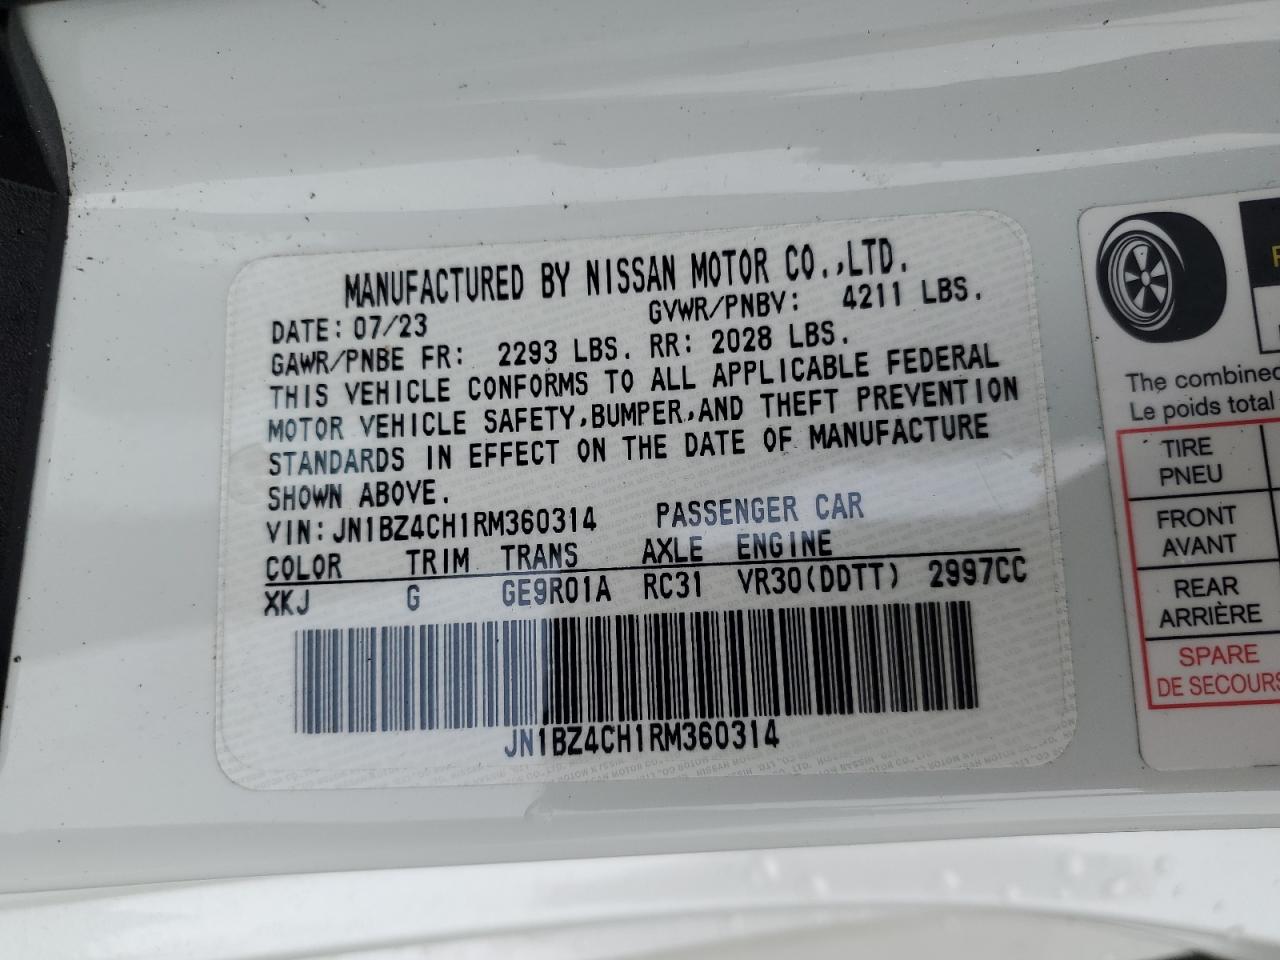 MANUFACTURED BY NISSAN MOTOR CO.,LTD.
DATE: 07/23 GVWR/PNBV: 4211 LBS.
GAWR/PNBE FR: 2293 LBS. RR: 2028 LBS.
THIS VEHICLE CONFORMS TO ALL APPLICABLE FEDERAL
MOTOR VEHICLE SAFETY,BUMPER,AND THEFT PREVENTION
STANDARDS IN EFFECT ON THE DATE OF MANUFACTURE
SHOWN ABOVE.
VIN: JN1BZ4CH1RM360314 PASSENGER CAR
COLOR TRIM TRANS AXLE ENGINE
XKJ G GE9R01A RC31 VR30(DDTT) 2997CC
JN1BZ4CH1RM360314
The combined
Le poids total
TIRE
PNEU
FRONT
AVANT
REAR
ARRIÈRE
SPARE
DE SECOURS